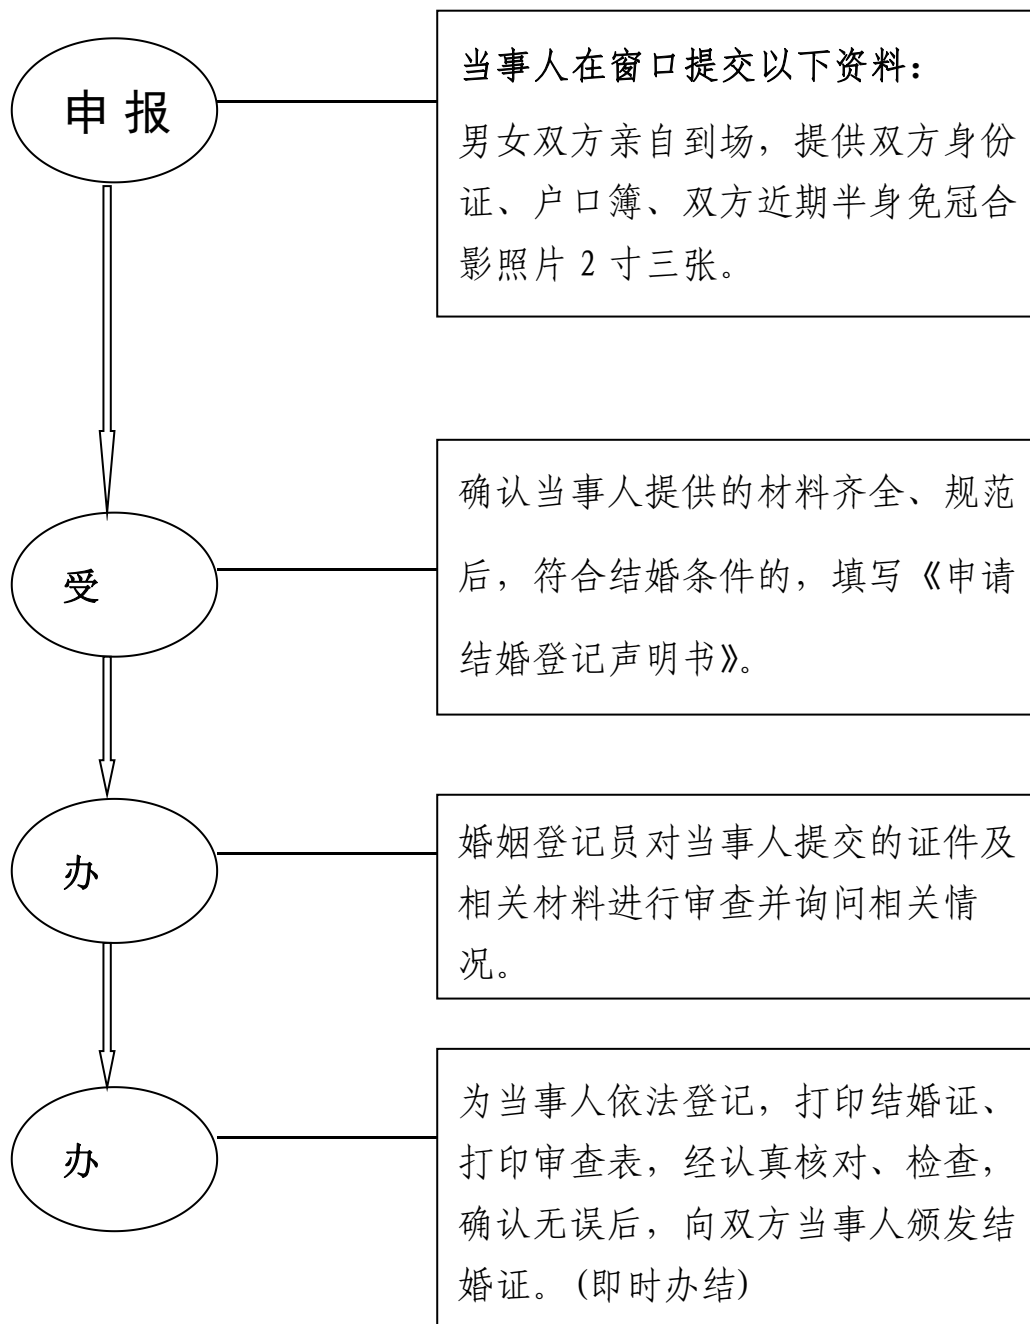 申 报
当事人在窗口提交以下资料：
男女双方亲自到场，提供双方身份
证、户口簿、双方近期半身免冠合
影照片 2 寸三张。
受
确认当事人提供的材料齐全、规范
后，符合结婚条件的，填写《申请
结婚登记声明书》。
办
婚姻登记员对当事人提交的证件及
相关材料进行审查并询问相关情
况。
办
为当事人依法登记，打印结婚证、
打印审查表，经认真核对、检查，
确认无误后，向双方当事人颁发结
婚证。(即时办结)